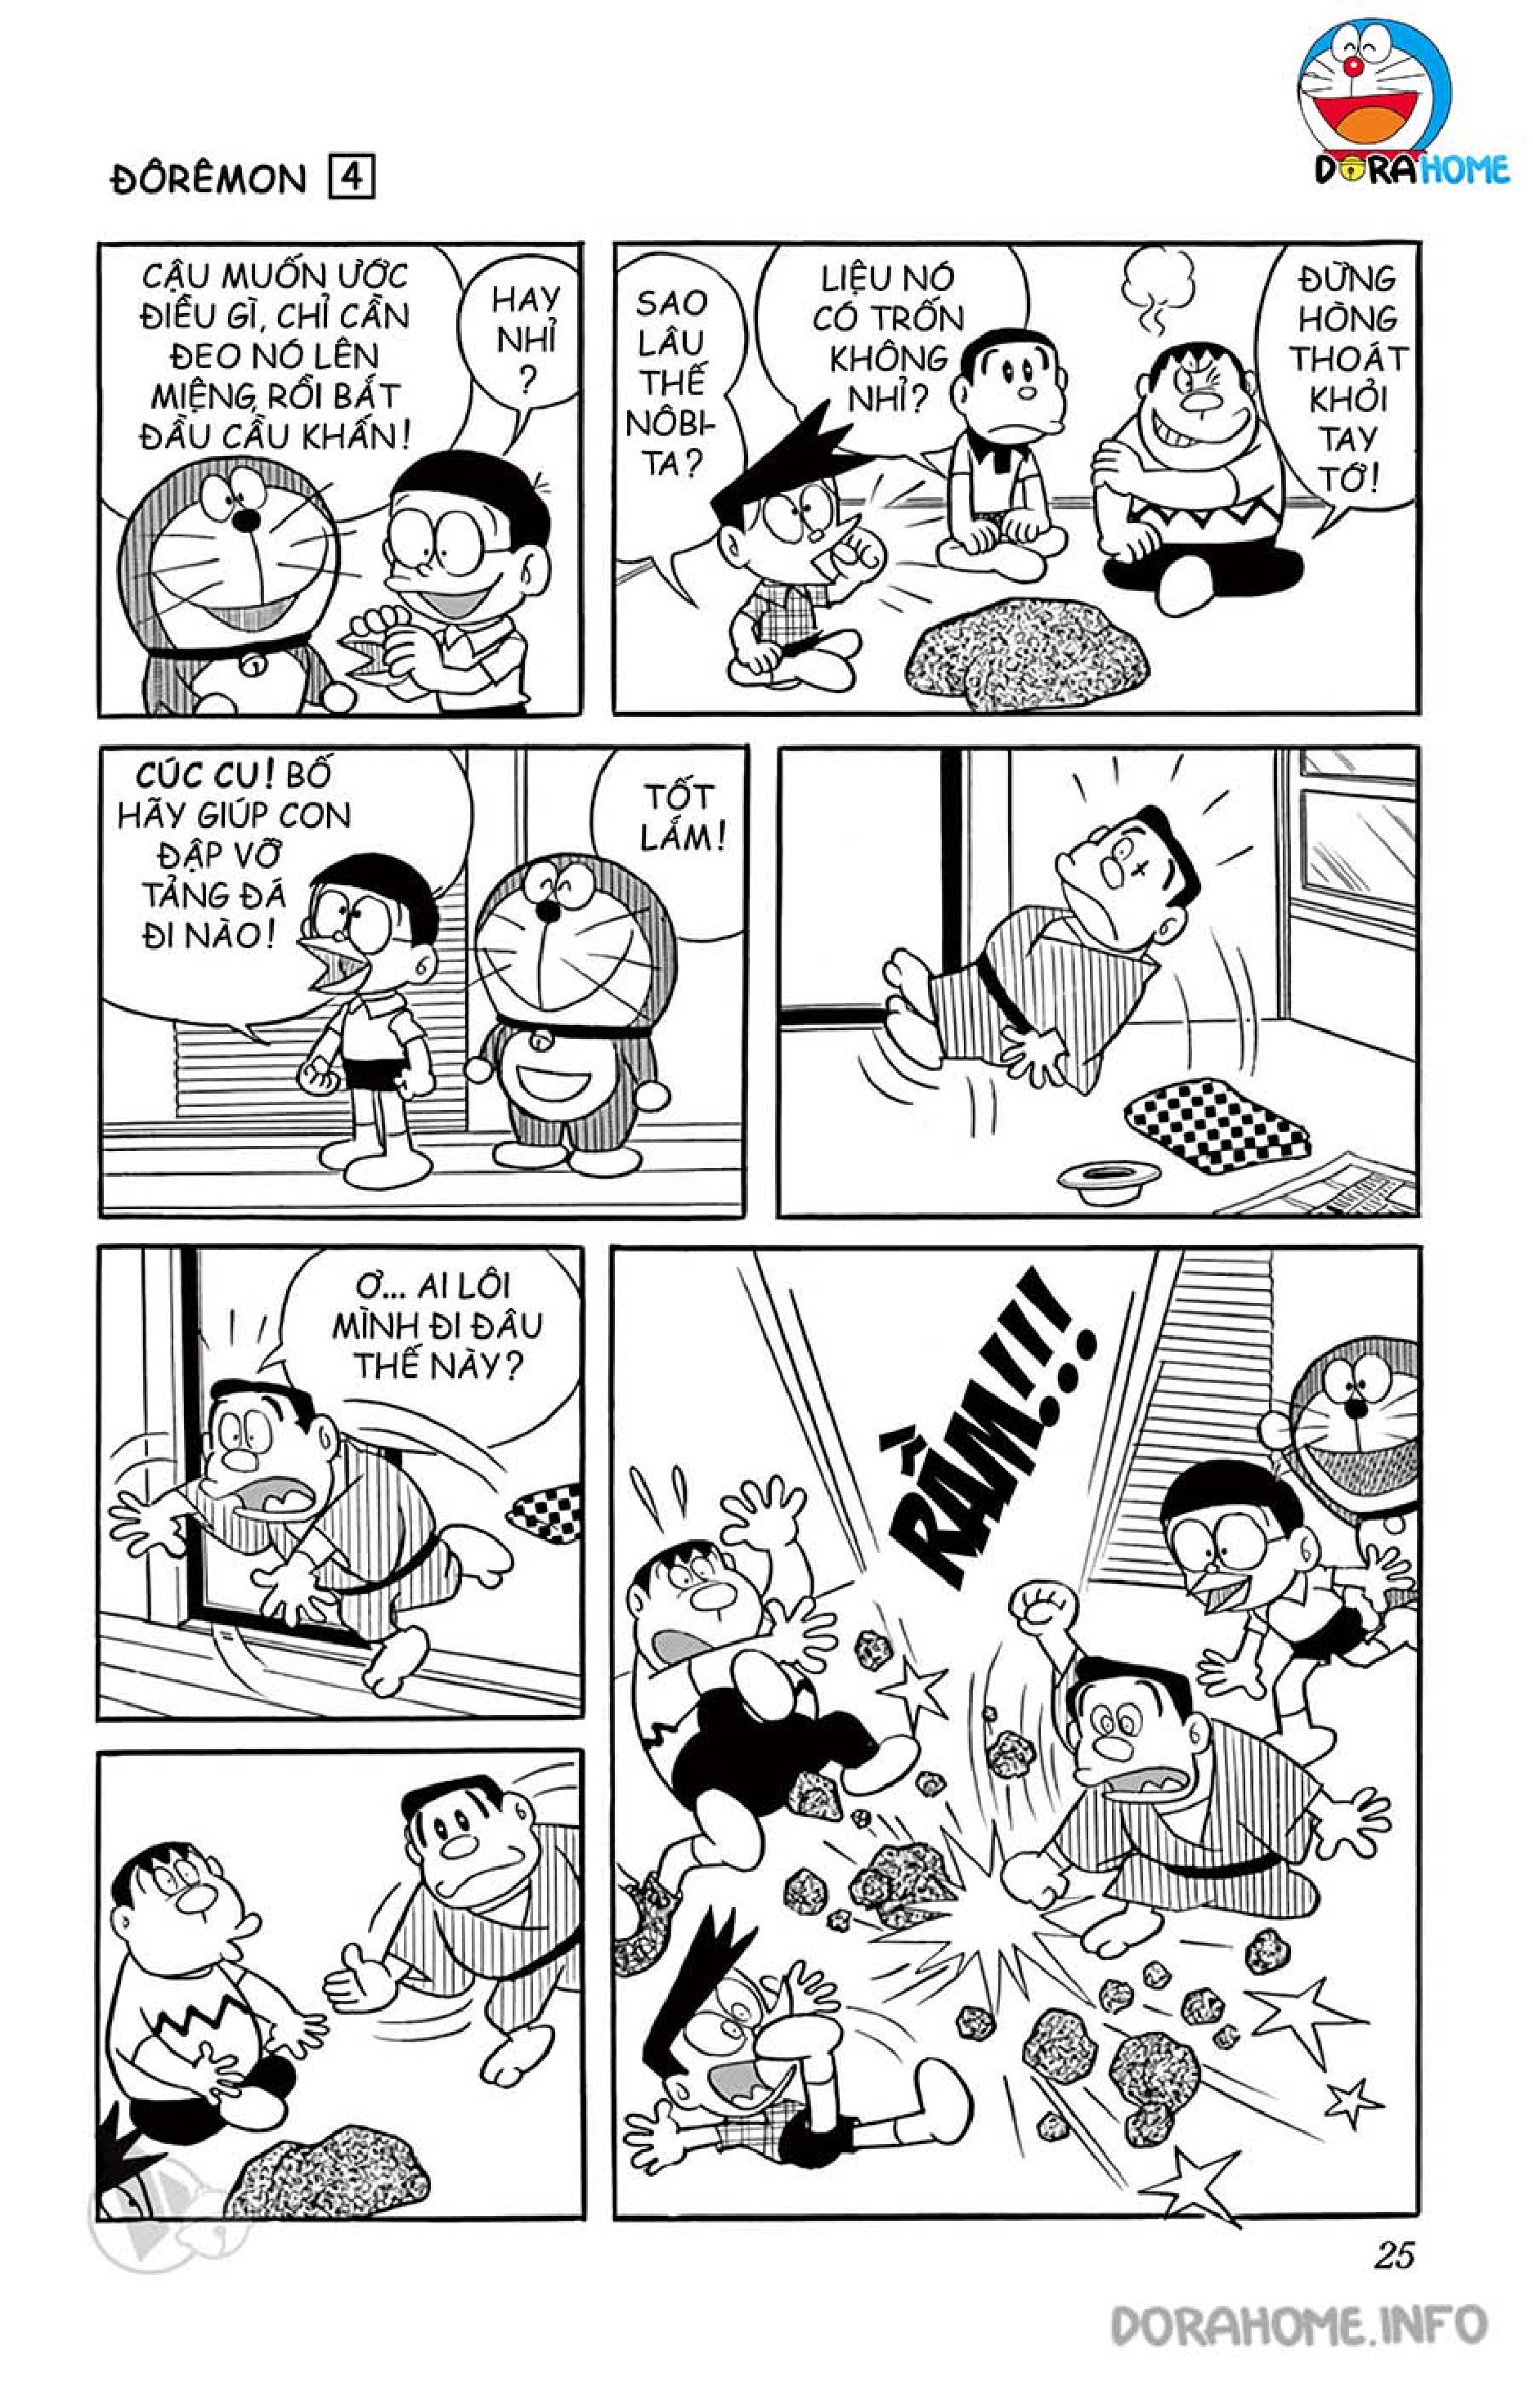 DORAHOME
ĐÔRÊMON 4
CẬU MUỐN ƯỚC
ĐIỀU GÌ, CHỈ CẦN
ĐEO NÓ LÊN
MIỆNG, RỒI BẮT
ĐẦU CẦU KHẤN!
HAY
NHỈ
?
SAO
LÂU
THẾ
NÔBI-
TA?
LIỆU NÓ
CÓ TRỐN
KHÔNG
NHỈ?
ĐỪNG
HÒNG
THOÁT
KHỎI
TAY
TỚ!
CÚC CU! BỐ
HÃY GIÚP CON
ĐẬP VỠ
TẢNG ĐÁ
ĐI NÀO!
TỐT
LẮM!
Ơ... AI LÔI
MÌNH ĐI ĐÂU
THẾ NÀY?
RẦM!!!
25
DORAHOME.INFO